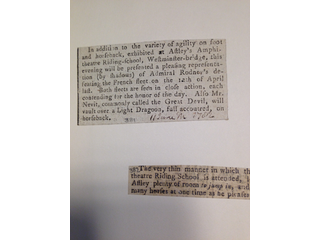 In addition to the variety of agility on foot
and horseback, exhibited at Astley's Amphi-
theatre Riding-School, Westminster-bridge, this
evening will be presented a pleasing representa-
tion (by shadows) of Admiral Rodney's de-
feating the French fleet on the 12th of April
last. Both fleets are seen in close action, each
contending for the honor of the day. Also Mr.
Nevit, commonly called the Great Devil, will
vault over a Light Dragoon, full accoutred, on
horseback.
The very thin manner in which th
theatre Riding School is attended,
Astley plenty of room to jump in, and
many horses at one time as he pleases